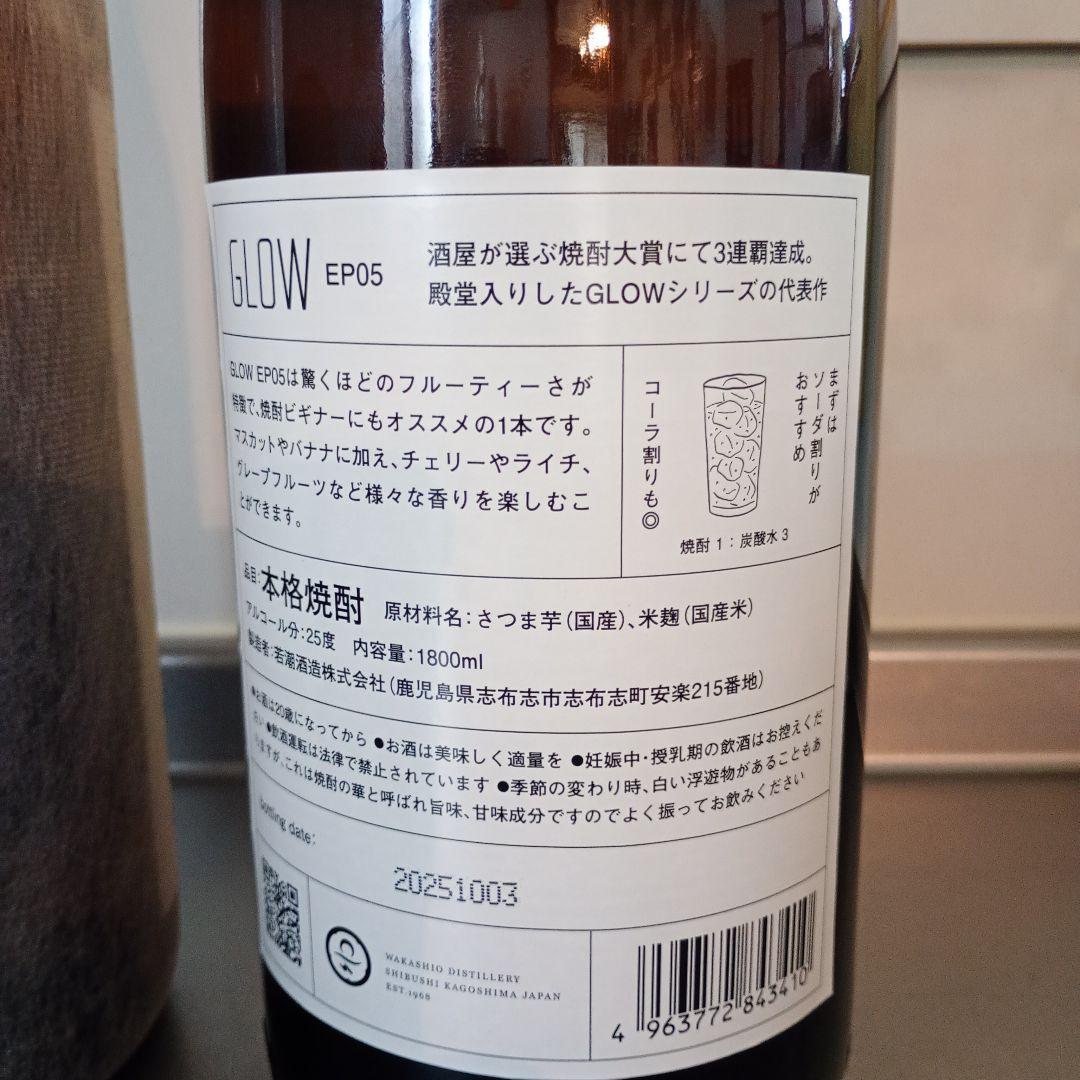 GLOW EP05
酒屋が選ぶ焼酎大賞にて3連覇達成。
殿堂入りしたGLOWシリーズの代表作
GLOW EP05は驚くほどのフルーティーさが
特徴で、焼酎ビギナーにもオススメの1本です。
マスカットやバナナに加え、チェリーやライチ、
グレープフルーツなど様々な香りを楽しむこ
とができます。
まずは
ソーダ割りが
おすすめ
コーラ割りも◎
焼酎 1：炭酸水 3
品目：本格焼酎 原材料名：さつま芋（国産）、米麹（国産米）
アルコール分：25度 内容量：1800ml
製造者：若潮酒造株式会社（鹿児島県志布志市志布志町安楽215番地）
●お酒は20歳になってから ●お酒は美味しく適量を ●妊娠中・授乳期の飲酒はお控えくだ
さい ●飲酒運転は法律で禁止されています ●季節の変わり時、白い浮遊物があることもあ
りますが、これは焼酎の華と呼ばれ旨味、甘味成分ですのでよく振ってお飲みください
Bottling date:
20251003
WAKASHIO DISTILLERY
SHIBUSHI KAGOSHIMA JAPAN
EST.1968
4 963772 843410